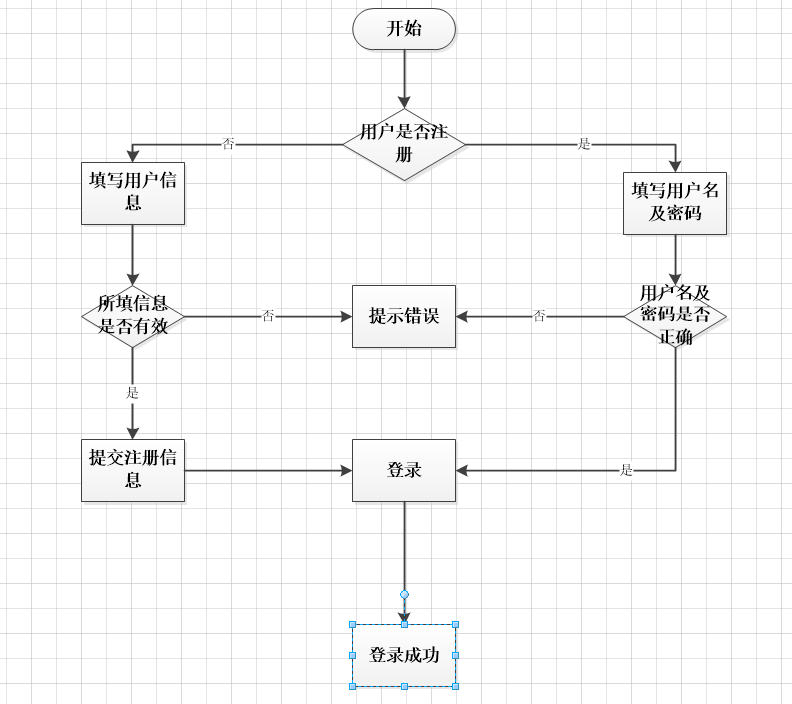 开始
用户是否注
册
否
是
填写用户信
息
填写用户名
及密码
所填信息
是否有效
否
提示错误
否
用户名及
密码是否
正确
是
提交注册信
息
登录
是
登录成功